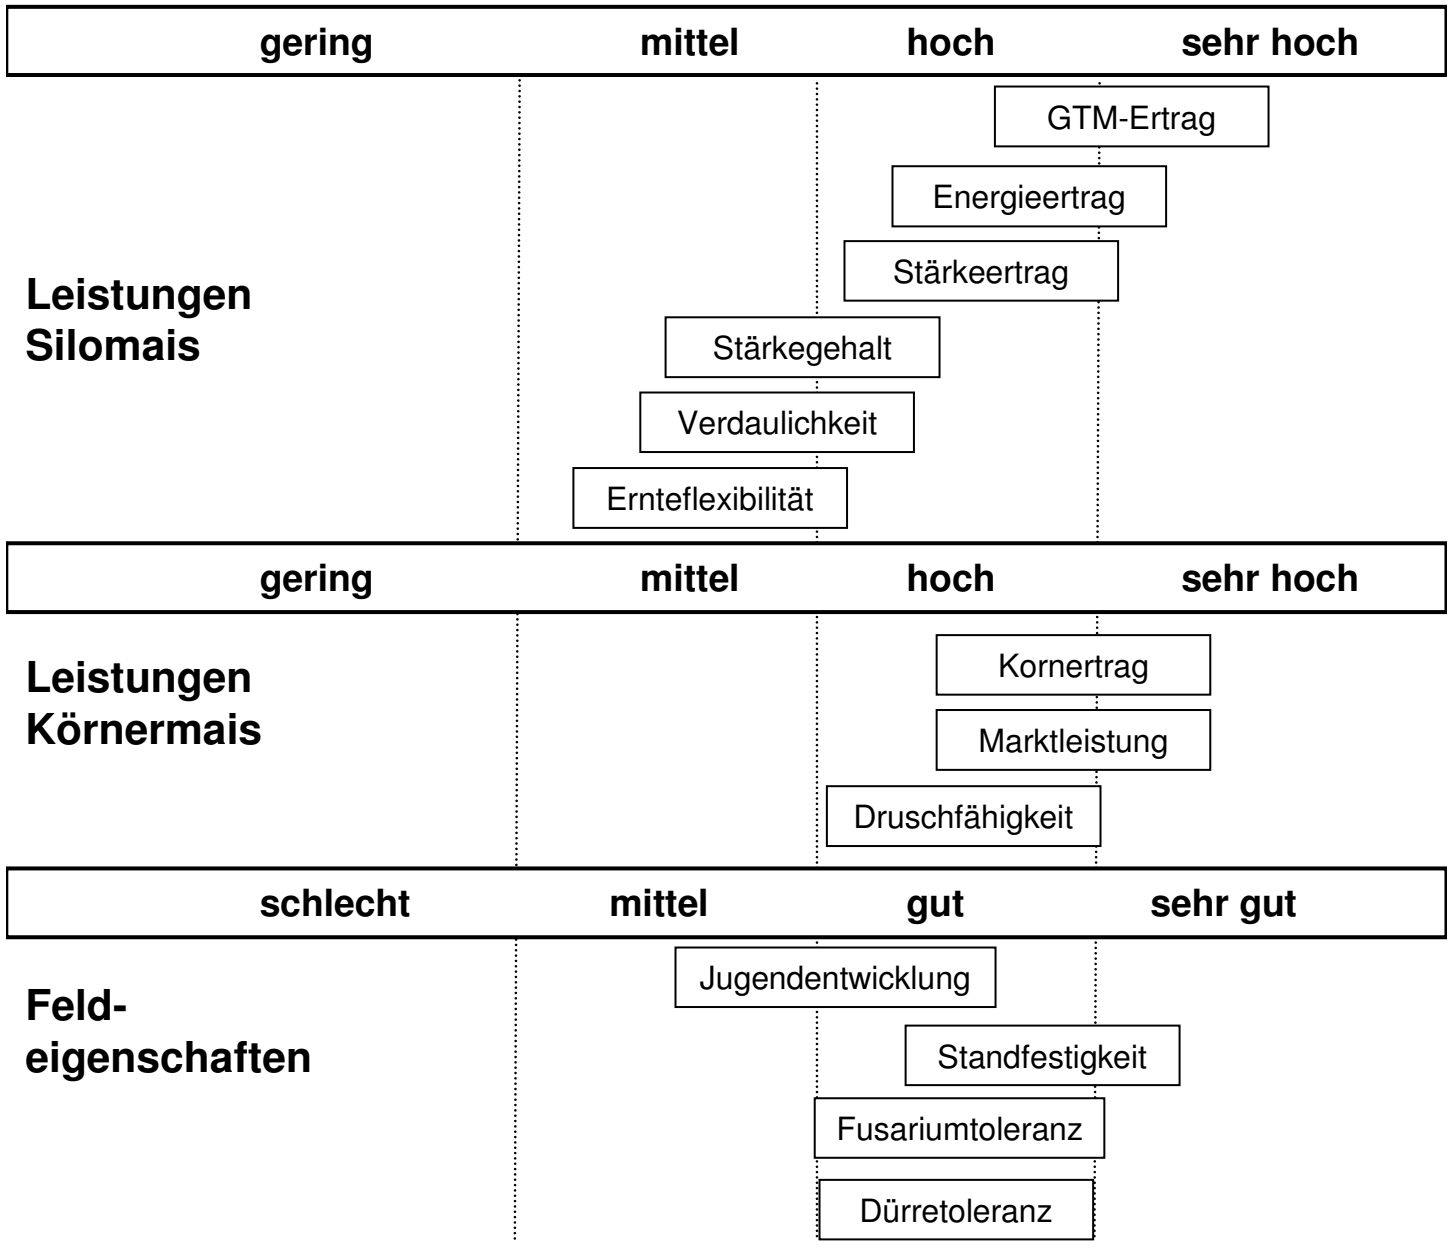 gering mittel hoch sehr hoch
GTM-Ertrag
Energieertrag
Stärkeertrag
Leistungen
Silomais
Stärkegehalt
Verdaulichkeit
Ernteflexibilität
gering mittel hoch sehr hoch
Leistungen
Körnermais
Kornertrag
Marktleistung
Druschfähigkeit
schlecht mittel gut sehr gut
Feld-
eigenschaften
Jugendentwicklung
Standfestigkeit
Fusariumtoleranz
Dürretoleranz